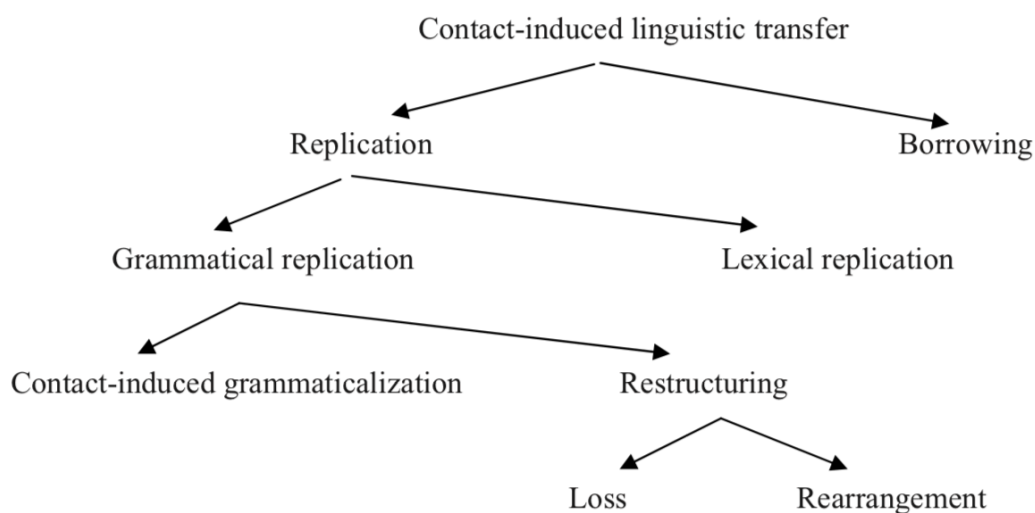 Contact-induced linguistic transfer
Replication Borrowing
Grammatical replication Lexical replication
Contact-induced grammaticalization Restructuring
Loss Rearrangement